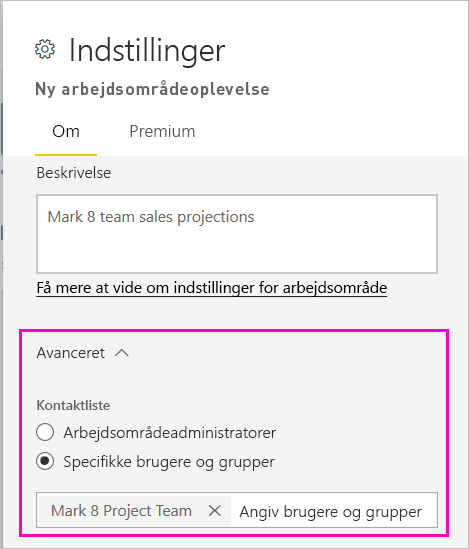 Indstillinger
Ny arbejdsområdeoplevelse
Om Premium
Beskrivelse
Mark 8 team sales projections
Få mere at vide om indstillinger for arbejdsområde
Avanceret
Kontaktliste
Arbejdsområdeadministratorer
Specifikke brugere og grupper
Mark 8 Project Team Angiv brugere og grupper